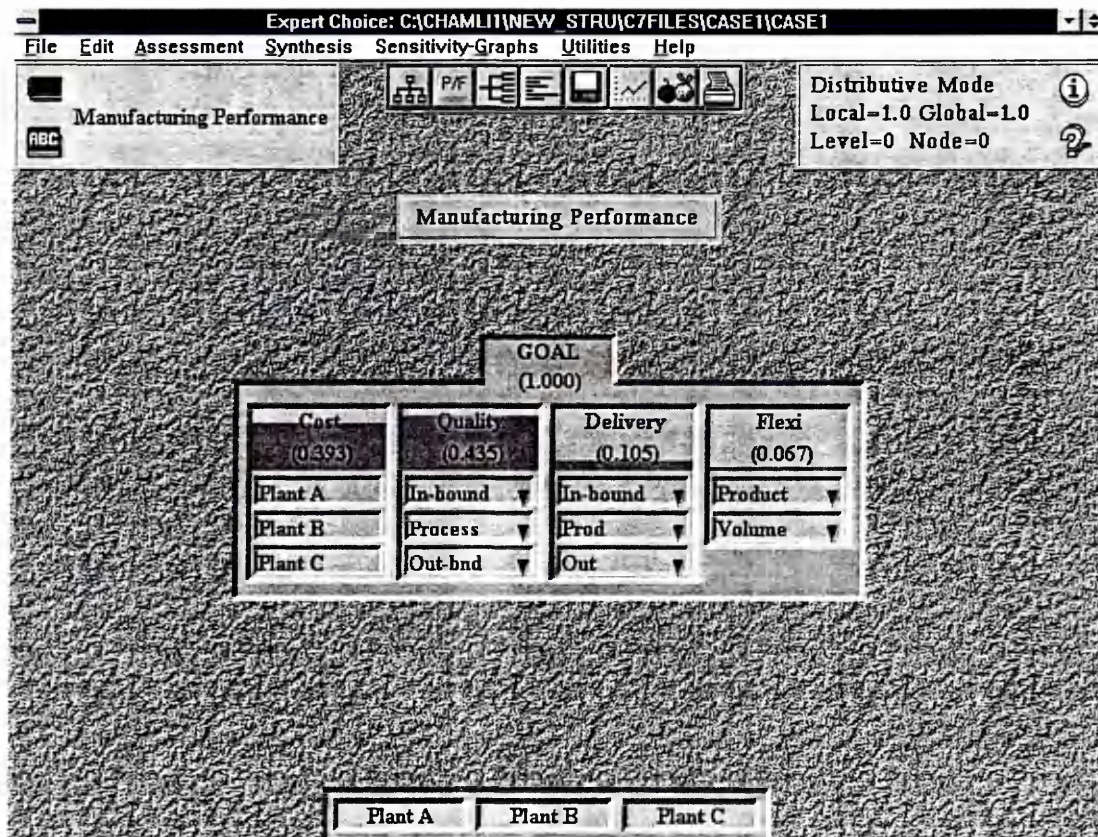 Expert Choice: C:\CHAMLI1\NEW_STRU\C7FILES\CASE1\CASE1
File Edit Assessment Synthesis Sensitivity-Graphs Utilities Help
Manufacturing Performance
ABC
P/F
Distributive Mode
Local=1.0 Global=1.0
Level=0 Node=0
Manufacturing Performance
GOAL
(1.000)
Cost Quality Delivery Flexi
(0.393) (0.435) (0.105) (0.067)
Plant A In-bound In-bound Product
Plant B Process Prod Volume
Plant C Out-bnd Out
Plant A Plant B Plant C